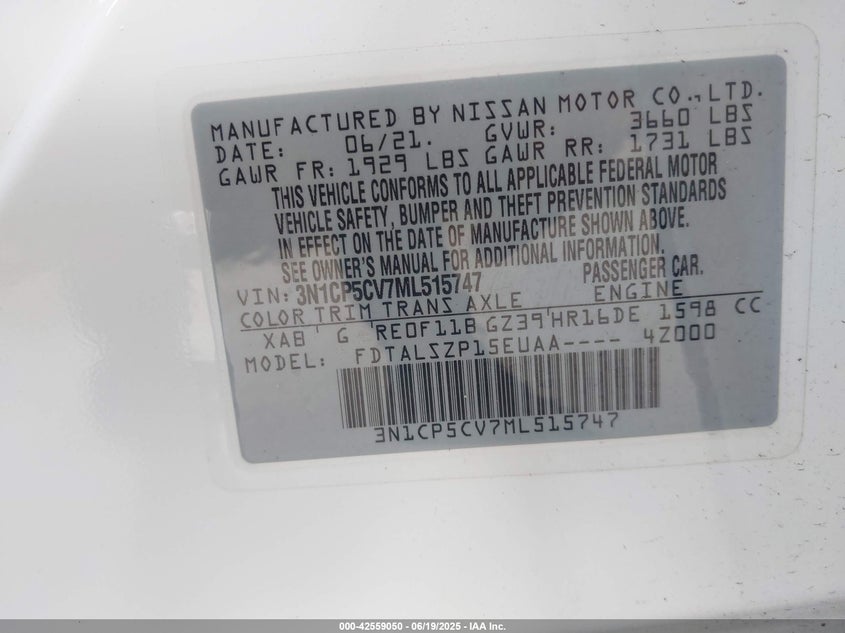 MANUFACTURED BY NISSAN MOTOR CO., LTD.
DATE: 06/21. GVWR: 3660 LBS
GAWR FR: 1929 LBS GAWR RR: 1731 LBS
THIS VEHICLE CONFORMS TO ALL APPLICABLE FEDERAL MOTOR
VEHICLE SAFETY, BUMPER AND THEFT PREVENTION STANDARDS
IN EFFECT ON THE DATE OF MANUFACTURE SHOWN ABOVE.
SEE OWNER'S MANUAL FOR ADDITIONAL INFORMATION.
VIN: 3N1CP5CV7ML515747 PASSENGER CAR.
COLOR TRIM TRANS AXLE ENGINE
XAB' G 'RE0F11B GZ39'HR16DE 1598 CC
MODEL: FDTALSZP15EUAA---- 4Z000
3N1CP5CV7ML515747
000-42559050 - 06/19/2025 - IAA Inc.